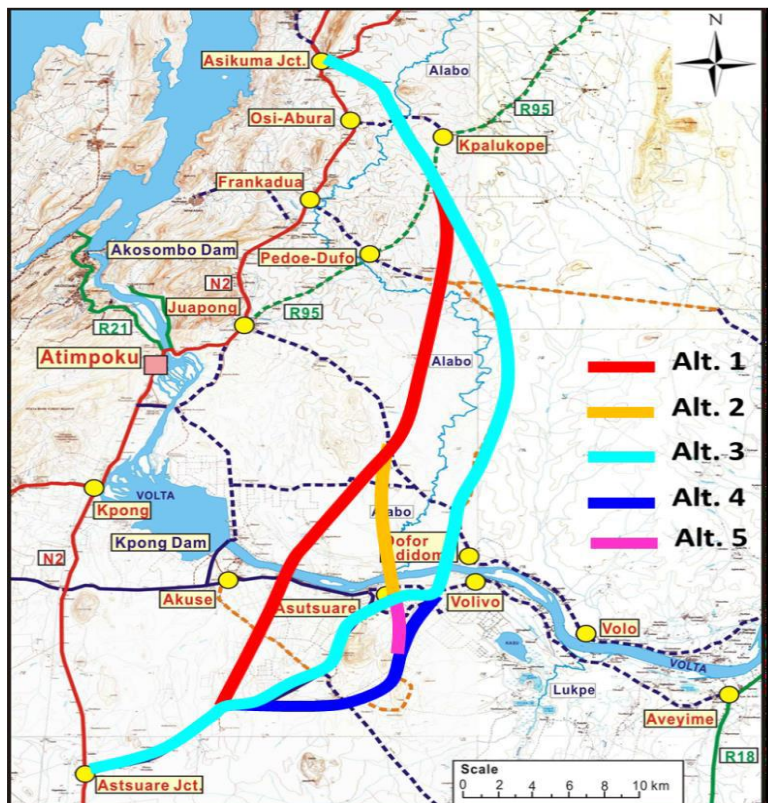 N
Asikuma Jct.
Alabo
R95
Osi-Abura
Kpalukope
Frankadua
Akosombo Dam
Pedoe-Dufo
N2
Juapong
R95
R21
Atimpoku
Alabo
Alt. 1
Alt. 2
Alt. 3
Alt. 4
Alt. 5
VOLTA
Kpong
Alabo
Kpong Dam
Dofor
Adidom
N2
Akuse
Asutsuare
Volivo
Volo
VOLTA
Lukpe
Aveyime
R18
Astsuare Jct.
Scale
0 2 4 6 8 10 km